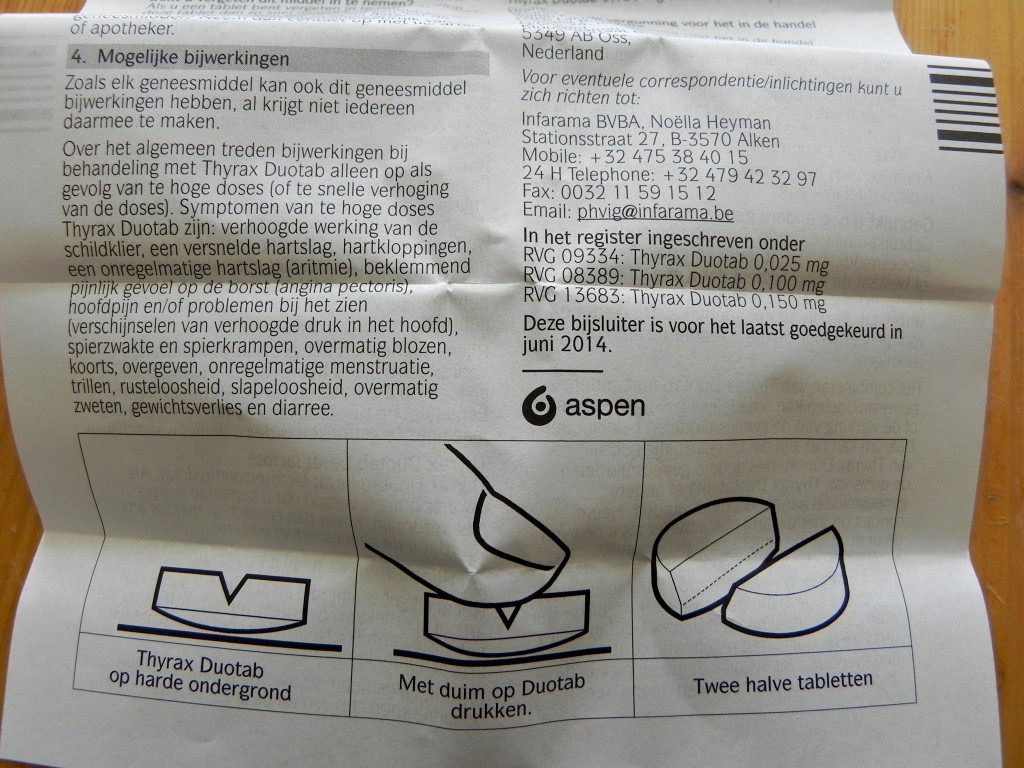 of apotheker.
4. Mogelijke bijwerkingen
Zoals elk geneesmiddel kan ook dit geneesmiddel
bijwerkingen hebben, al krijgt niet iedereen
daarmee te maken.
Over het algemeen treden bijwerkingen bij
behandeling met Thyrax Duotab alleen op als
gevolg van te hoge doses (of te snelle verhoging
van de doses). Symptomen van te hoge doses
Thyrax Duotab zijn: verhoogde werking van de
schildklier, een versnelde hartslag, hartkloppingen,
een onregelmatige hartslag (aritmie), beklemmend
pijnlijk gevoel op de borst (angina pectoris),
hoofdpijn en/of problemen bij het zien
(verschijnselen van verhoogde druk in het hoofd),
spierzwakte en spierkrampen, overmatig blozen,
koorts, overgeven, onregelmatige menstruatie,
trillen, rusteloosheid, slapeloosheid, overmatig
zweten, gewichtsverlies en diarree.
vergunning voor het in de handel
5349 AB Oss,
Nederland
Voor eventuele correspondentie/inlichtingen kunt u
zich richten tot:
Infarama BVBA, Noëlla Heyman
Stationsstraat 27, B-3570 Alken
Mobile: +32 475 38 40 15
24 H Telephone: +32 479 42 32 97
Fax: 0032 11 59 15 12
Email: phvig@infarama.be
In het register ingeschreven onder
RVG 09334: Thyrax Duotab 0,025 mg
RVG 08389: Thyrax Duotab 0,100 mg
RVG 13683: Thyrax Duotab 0,150 mg
Deze bijsluiter is voor het laatst goedgekeurd in
juni 2014.
aspen
Thyrax Duotab
op harde ondergrond
Met duim op Duotab
drukken.
Twee halve tabletten